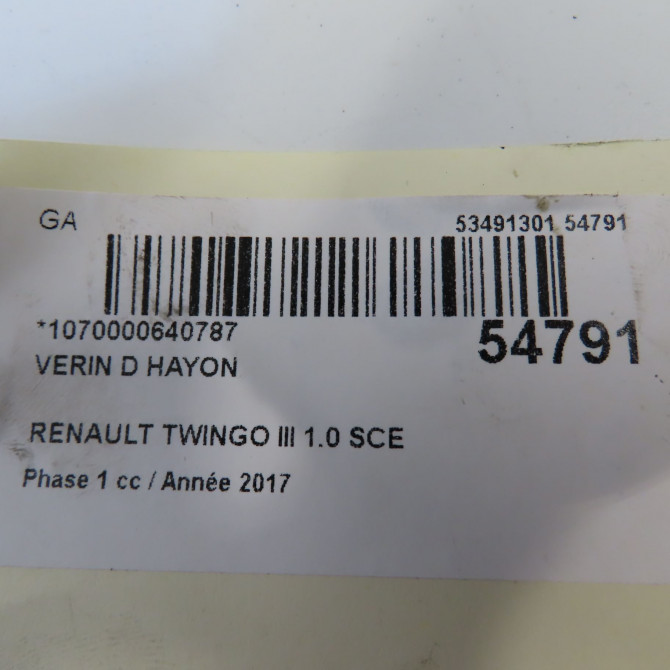 GA 53491301 54791
*1070000640787 54791
VERIN D HAYON
RENAULT TWINGO III 1.0 SCE
Phase 1 cc / Année 2017